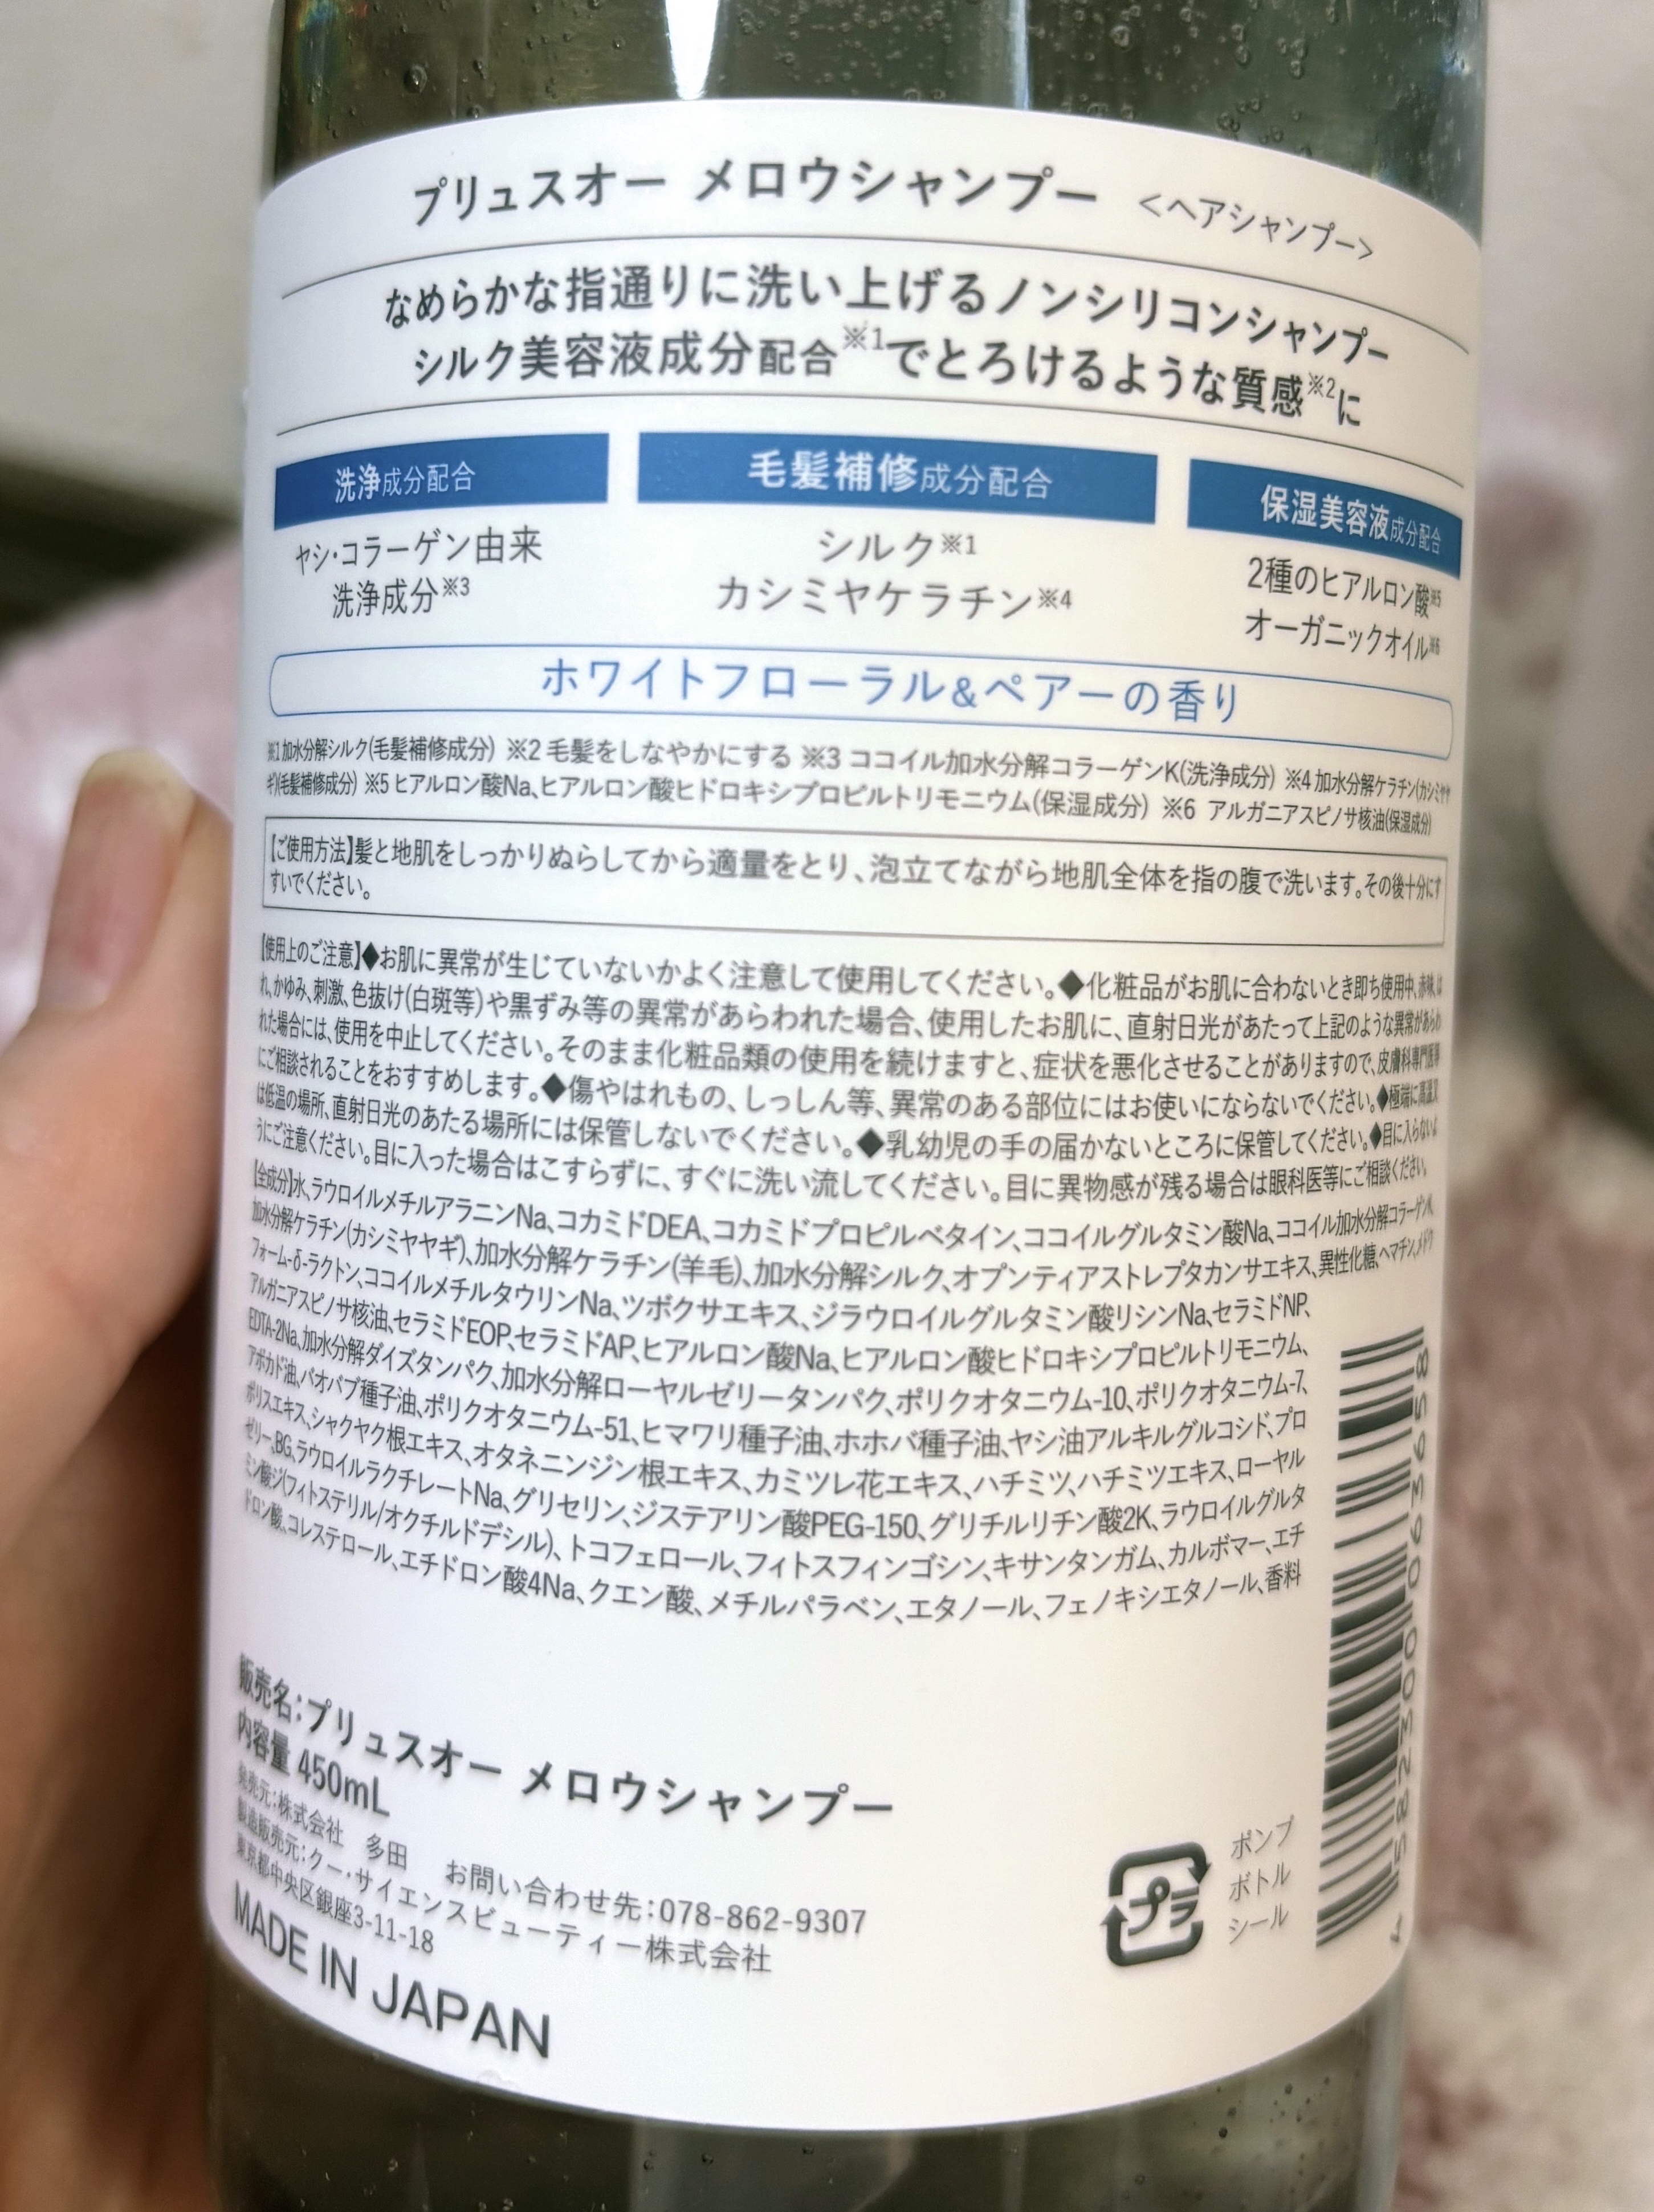 プリュスオー メロウシャンプー <ヘアシャンプー>
なめらかな指通りに洗い上げるノンシリコンシャンプー
シルク美容液成分配合※1でとろけるような質感※2に
洗浄成分配合
ヤシ・コラーゲン由来
洗浄成分※3
毛髪補修成分配合
シルク※1
カシミヤケラチン※4
保湿美容液成分配合
2種のヒアルロン酸※5
オーガニックオイル※6
ホワイトフローラル&ペアーの香り
※1 加水分解シルク(毛髪補修成分) ※2 毛髪をしなやかにする ※3 ココイル加水分解コラーゲンK(洗浄成分) ※4 加水分解ケラチン(カシミヤヤ
ギ)(毛髪補修成分) ※5 ヒアルロン酸Na、ヒアルロン酸ヒドロキシプロピルトリモニウム(保湿成分) ※6 アルガニアスピノサ核油(保湿成分)
【ご使用方法】髪と地肌をしっかりぬらしてから適量をとり、泡立てながら地肌全体を指の腹で洗います。その後十分にす
すいでください。
【使用上のご注意】◆お肌に異常が生じていないかよく注意して使用してください。◆化粧品がお肌に合わないとき即ち使用中、赤味、は
れ、かゆみ、刺激、色抜け(白斑等)や黒ずみ等の異常があらわれた場合、使用したお肌に、直射日光があたって上記のような異常があらわ
れた場合には、使用を中止してください。そのまま化粧品類の使用を続けますと、症状を悪化させることがありますので、皮膚科専門医等
にご相談されることをおすすめします。◆傷やはれもの、しっしん等、異常のある部位にはお使いにならないでください。◆極端に高温又
は低温の場所、直射日光のあたる場所には保管しないでください。◆乳幼児の手の届かないところに保管してください。◆目に入らないよ
うにご注意ください。目に入った場合はこすらずに、すぐに洗い流してください。目に異物感が残る場合は眼科医等にご相談ください。
【全成分】水、ラウロイルメチルアラニンNa、コカミドDEA、コカミドプロピルベタイン、ココイルグルタミン酸Na、ココイル加水分解コラーゲンK、
加水分解ケラチン(カシミヤヤギ)、加水分解ケラチン(羊毛)、加水分解シルク、オプンティアストレプタカンサエキス、異性化糖、ヘマチン、メドウ
フォーム-δ-ラクトン、ココイルメチルタウリンNa、ツボクサエキス、ジラウロイルグルタミン酸リシンNa、セラミドNP、
アルガニアスピノサ核油、セラミドEOP、セラミドAP、ヒアルロン酸Na、ヒアルロン酸ヒドロキシプロピルトリモニウム、
EDTA-2Na、加水分解ダイズタンパク、加水分解ローヤルゼリータンパク、ポリクオタニウム-10、ポリクオタニウム-7、
アボカド油、バオバブ種子油、ポリクオタニウム-51、ヒマワリ種子油、ホホバ種子油、ヤシ油アルキルグルコシド、プロ
ポリスエキス、シャクヤク根エキス、オタネニンジン根エキス、カミツレ花エキス、ハチミツ、ハチミツエキス、ローヤル
ゼリー、BG、ラウロイルラクチレートNa、グリセリン、ジステアリン酸PEG-150、グリチルリチン酸2K、ラウロイルグルタ
ミン酸ジ(フィトステリル/オクチルドデシル)、トコフェロール、フィトスフィンゴシン、キサンタンガム、カルボマー、エチ
ドロン酸、コレステロール、エチドロン酸4Na、クエン酸、メチルパラベン、エタノール、フェノキシエタノール、香料
販売名:プリュスオー メロウシャンプー
内容量 450mL
発売元:株式会社 多田 お問い合わせ先:078-862-9307
製造販売元:クー・サイエンスビューティー株式会社
東京都中央区銀座3-11-18
MADE IN JAPAN
プラ
ポンプ
ボトル
シール
4 582300 063658